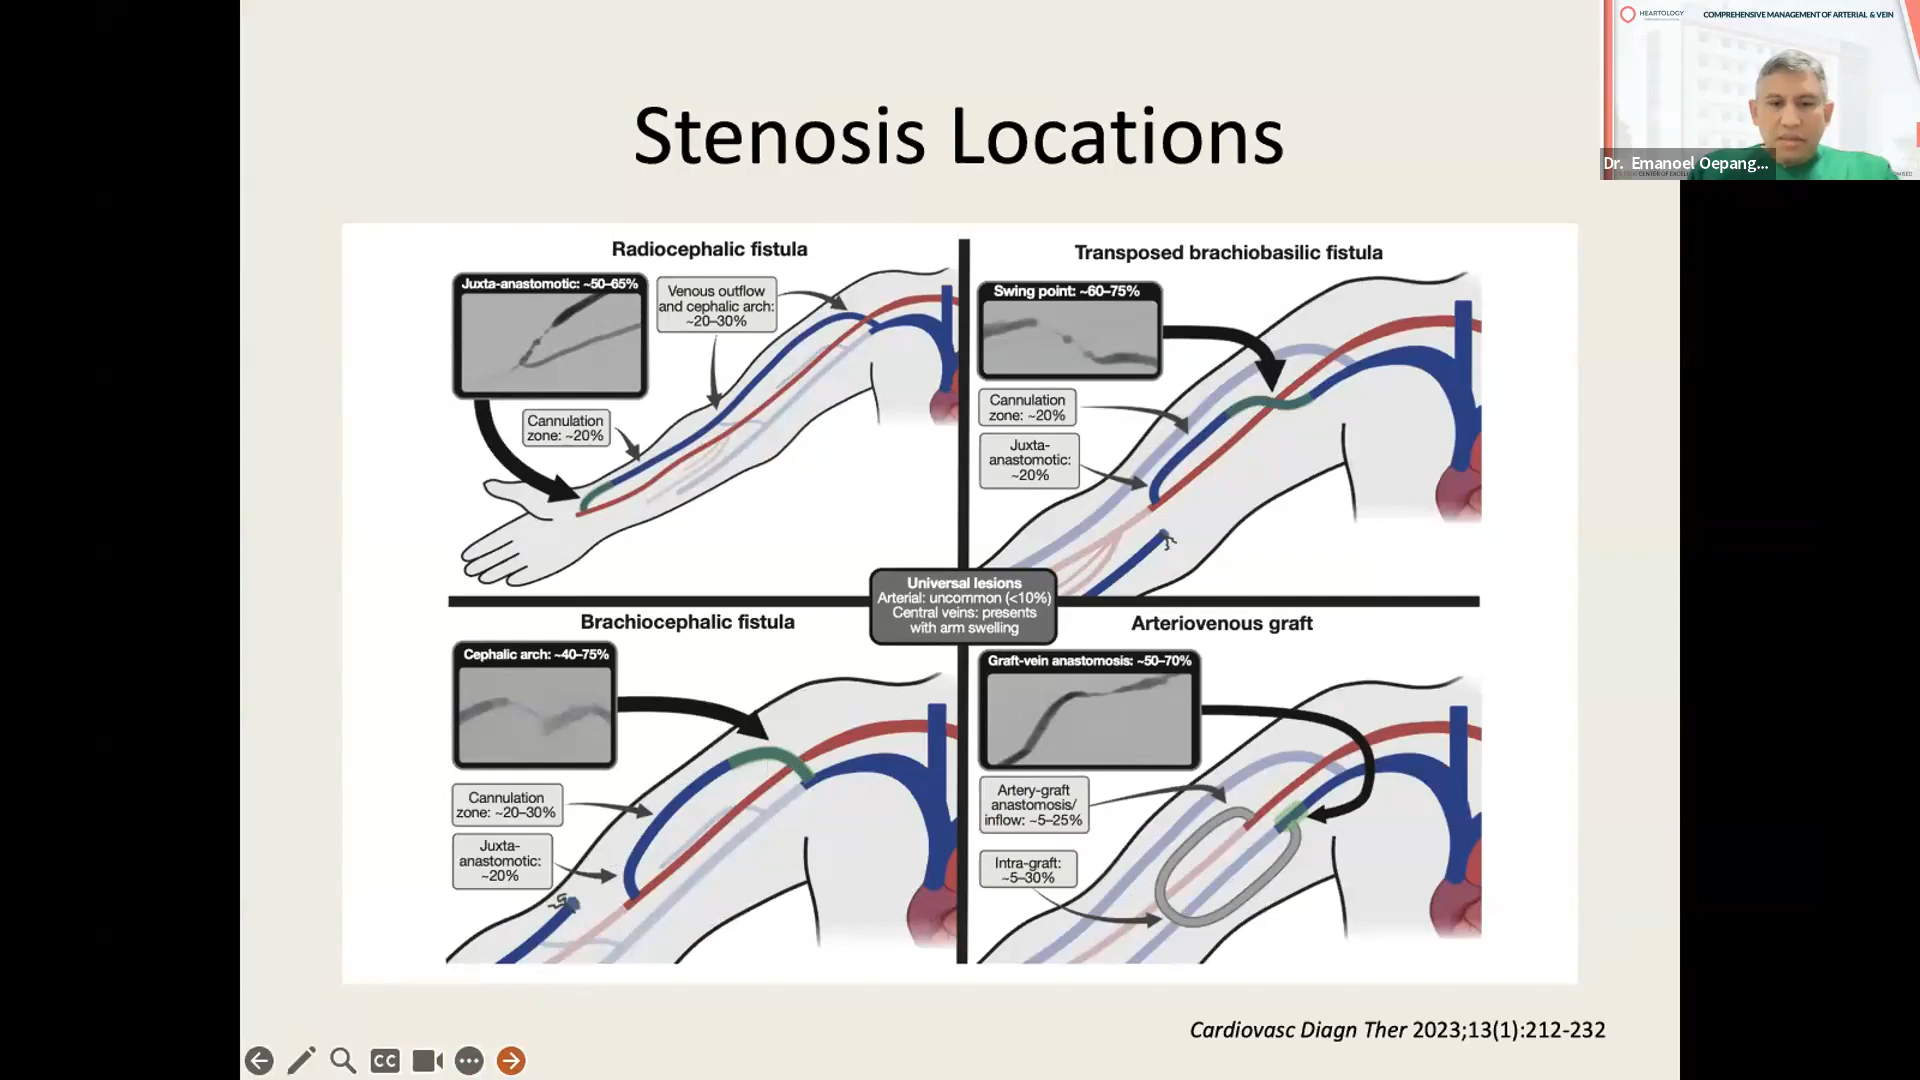 HEARTOLOGY
COMPREHENSIVE MANAGEMENT OF ARTERIAL & VEIN
Dr. Emanoel Oepang...
Stenosis Locations
Radiocephalic fistula
Juxta-anastomotic: ~50–65%
Venous outflow
and cephalic arch:
~20–30%
Cannulation
zone: ~20%
Transposed brachiobasilic fistula
Swing point: ~60–75%
Cannulation
zone: ~20%
Juxta-
anastomotic:
~20%
Universal lesions
Arterial: uncommon (<10%)
Central veins: presents
with arm swelling
Brachiocephalic fistula
Cephalic arch: ~40–75%
Cannulation
zone: ~20–30%
Juxta-
anastomotic:
~20%
Arteriovenous graft
Graft-vein anastomosis: ~50–70%
Artery-graft
anastomosis/
inflow: ~5–25%
Intra-graft:
~5–30%
Cardiovasc Diagn Ther 2023;13(1):212-232
CC